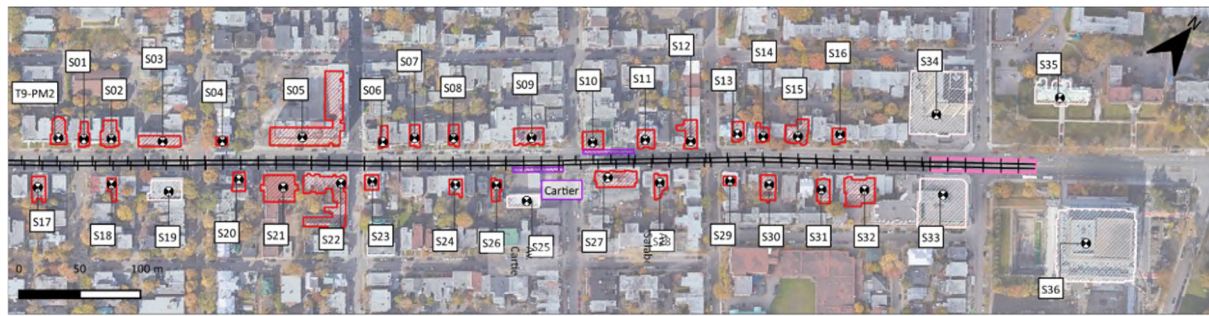 N
S12
S01
S03
S07
S14
S16
S34
S35
T9-PM2
S02
S04
S05
S06
S08
S09
S10
S11
S13
S15
Cartier
S17
S18
S19
S20
S21
S22
S23
S24
S26
S25
S27
S29
S30
S31
S32
S33
S36
0 50 100 m